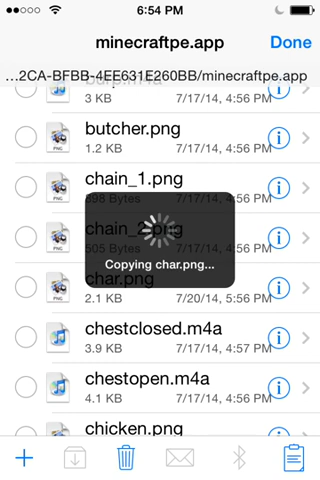 6:54 PM
minecraftpe.app
Done
...2CA-BFBB-4EE631E260BB/minecraftpe.app
burp.m4a
3 KB 7/17/14, 4:56 PM
butcher.png
1.2 KB 7/17/14, 4:56 PM
chain_1.png
898 Bytes 7/17/14, 4:56 PM
chain_2.png
505 Bytes 7/17/14, 4:56 PM
Copying char.png...
char.png
2.1 KB 7/20/14, 5:56 PM
chestclosed.m4a
3.9 KB 7/17/14, 4:57 PM
chestopen.m4a
4.1 KB 7/17/14, 4:56 PM
chicken.png